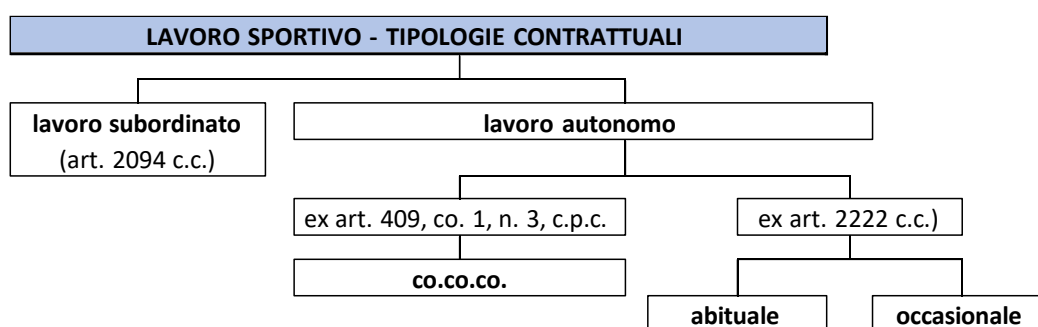 LAVORO SPORTIVO - TIPOLOGIE CONTRATTUALI
lavoro subordinato
(art. 2094 c.c.)
lavoro autonomo
ex art. 409, co. 1, n. 3, c.p.c.
ex art. 2222 c.c.)
co.co.co.
abituale
occasionale